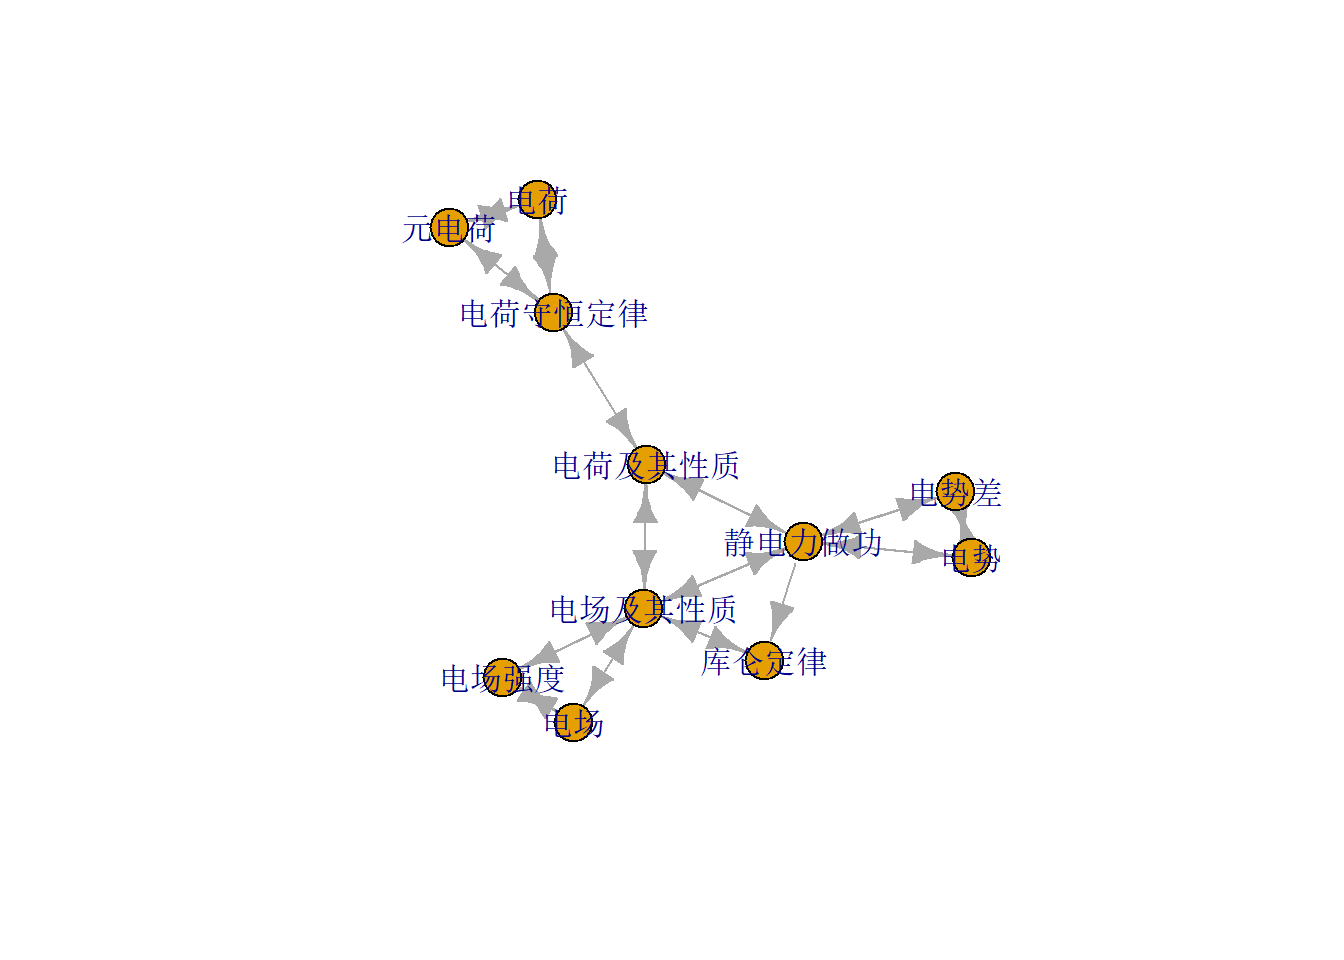 电荷
元电荷
电荷守恒定律
电荷及其性质
电势差
静电力做功
电势
电场及其性质
库仑定律
电场强度
电场